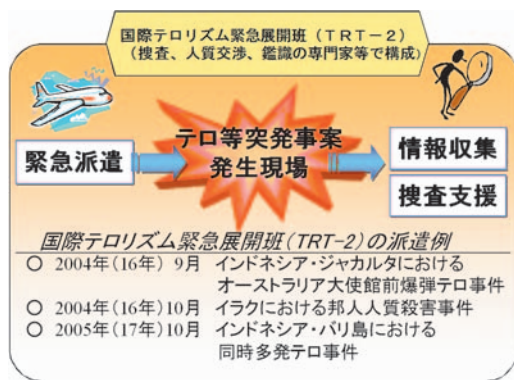 国際テロリズム緊急展開班（TRT－2）
（捜査、人質交渉、鑑識の専門家等で構成）
緊急派遣
テロ等突発事案
発生現場
情報収集
捜査支援
国際テロリズム緊急展開班（TRT-2）の派遣例
○ 2004年（16年） 9月 インドネシア・ジャカルタにおける
オーストラリア大使館前爆弾テロ事件
○ 2004年（16年）10月 イラクにおける邦人人質殺害事件
○ 2005年（17年）10月 インドネシア・バリ島における
同時多発テロ事件